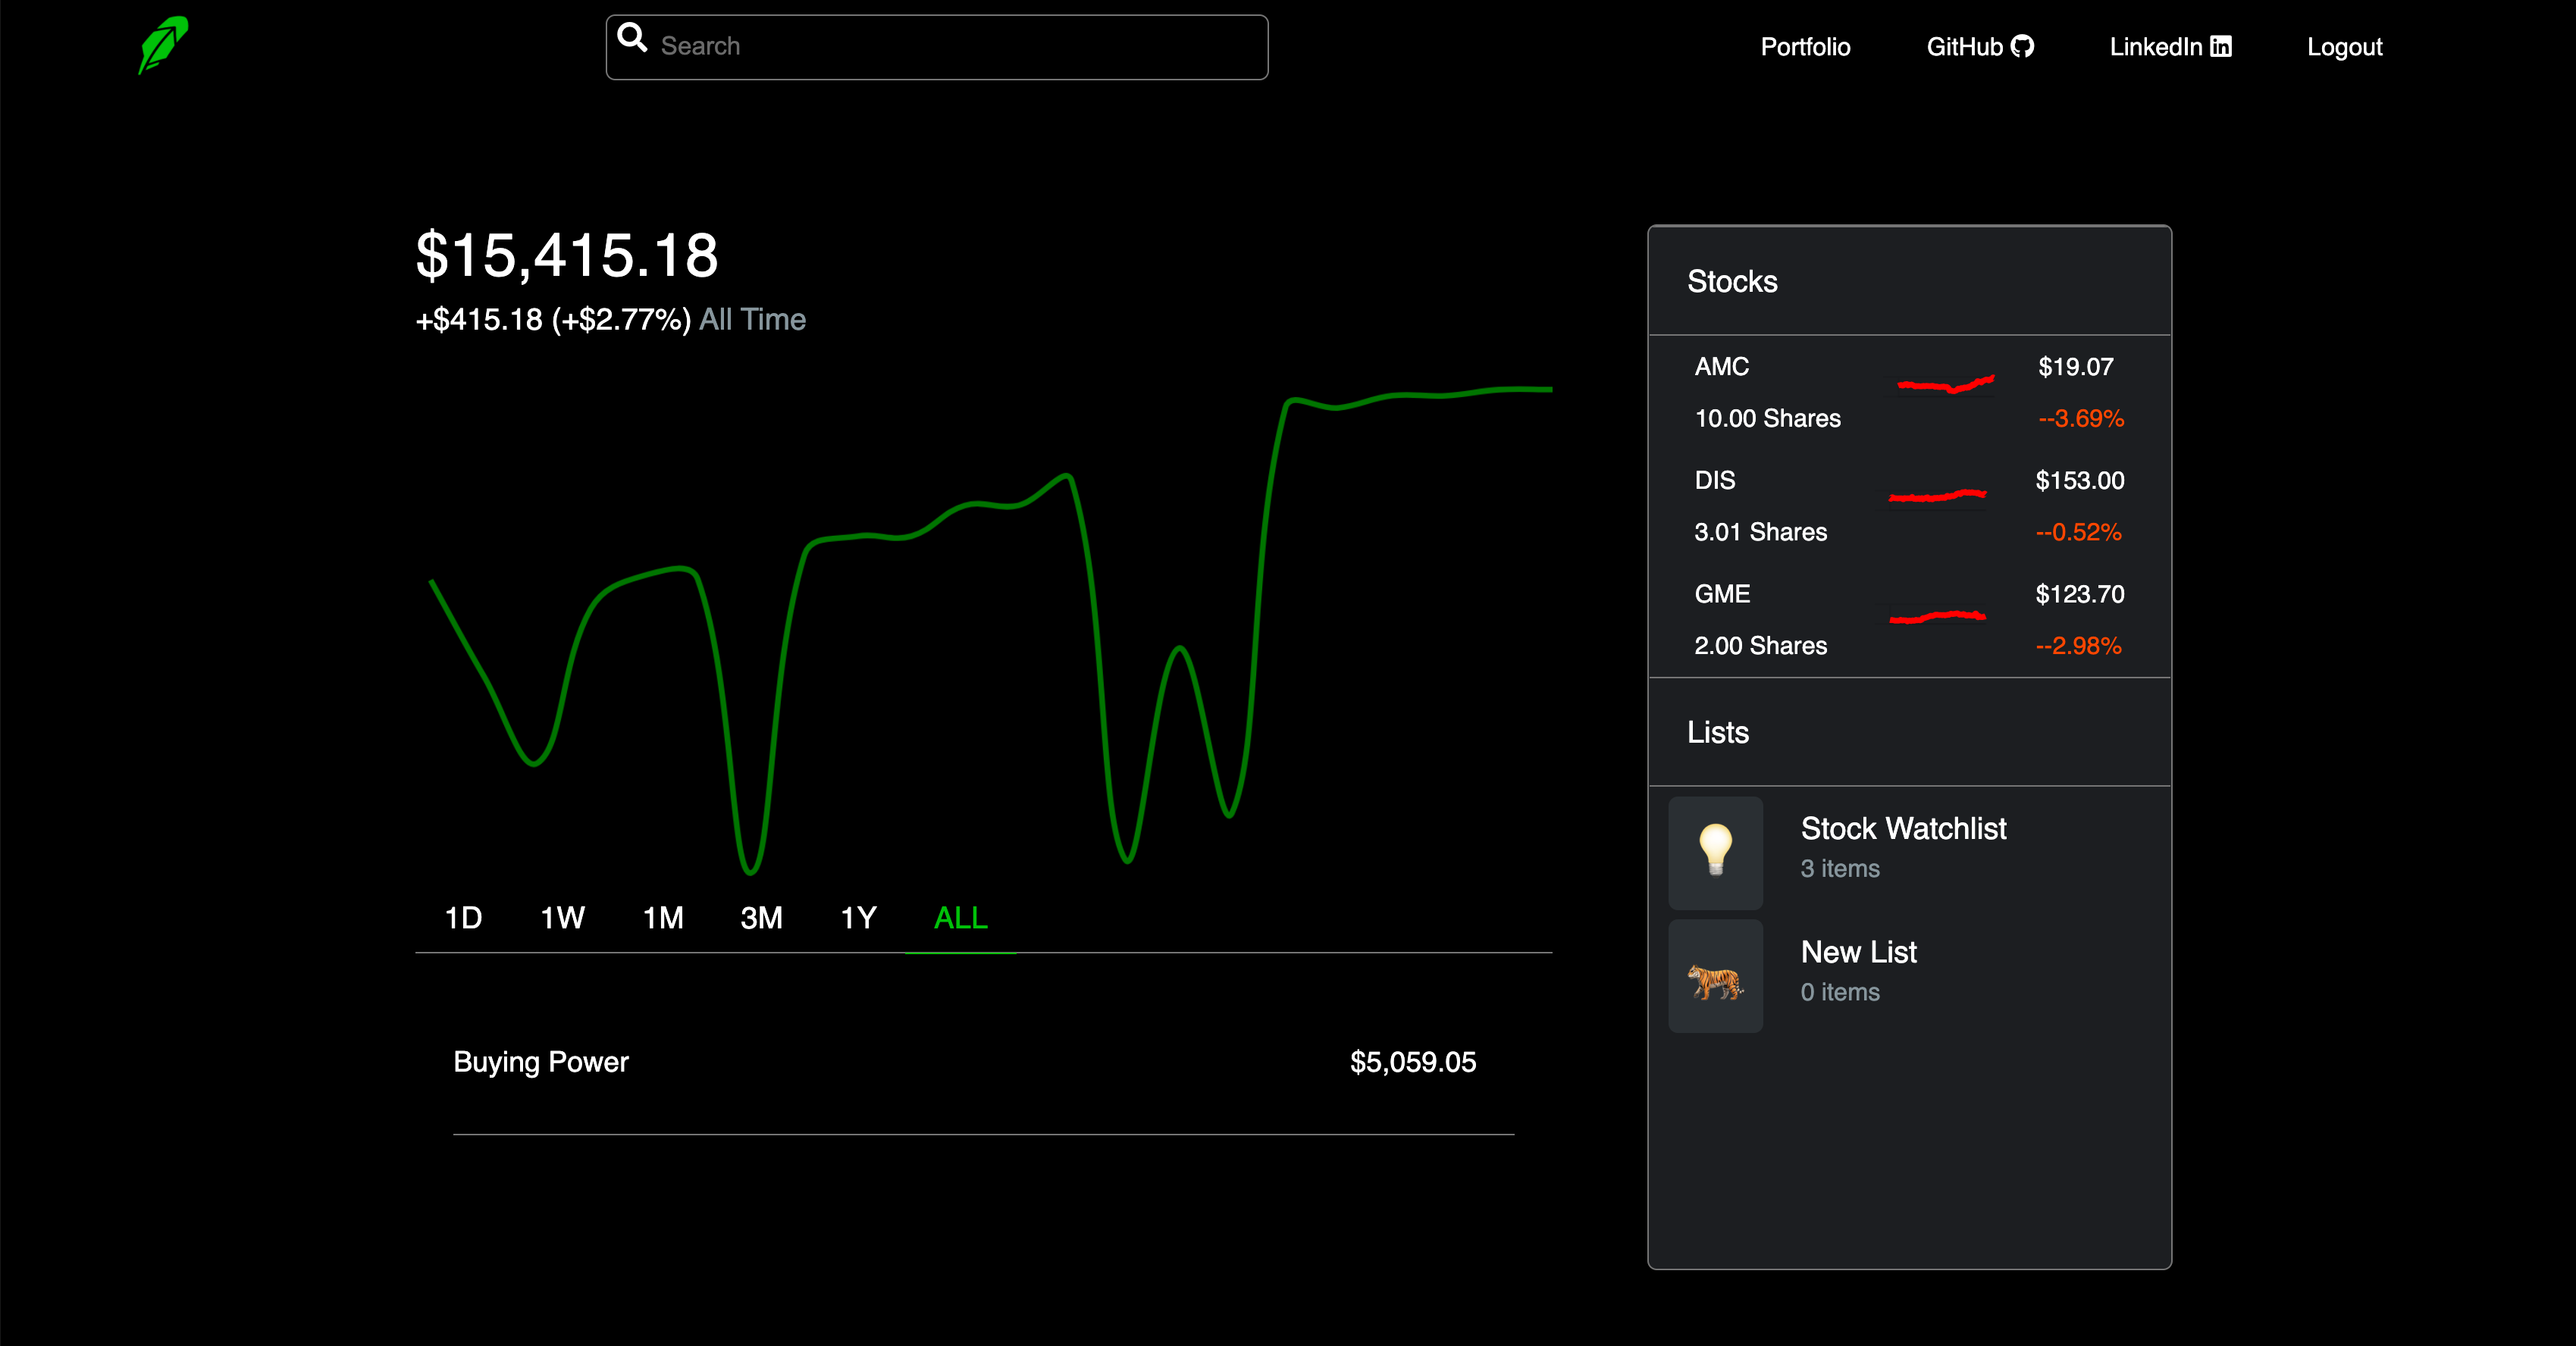 Search
Portfolio
GitHub
LinkedIn
Logout
$15,415.18
+$415.18 (+$2.77%) All Time
1D 1W 1M 3M 1Y ALL
Buying Power $5,059.05
Stocks
AMC $19.07
10.00 Shares --3.69%
DIS $153.00
3.01 Shares --0.52%
GME $123.70
2.00 Shares --2.98%
Lists
Stock Watchlist
3 items
New List
0 items